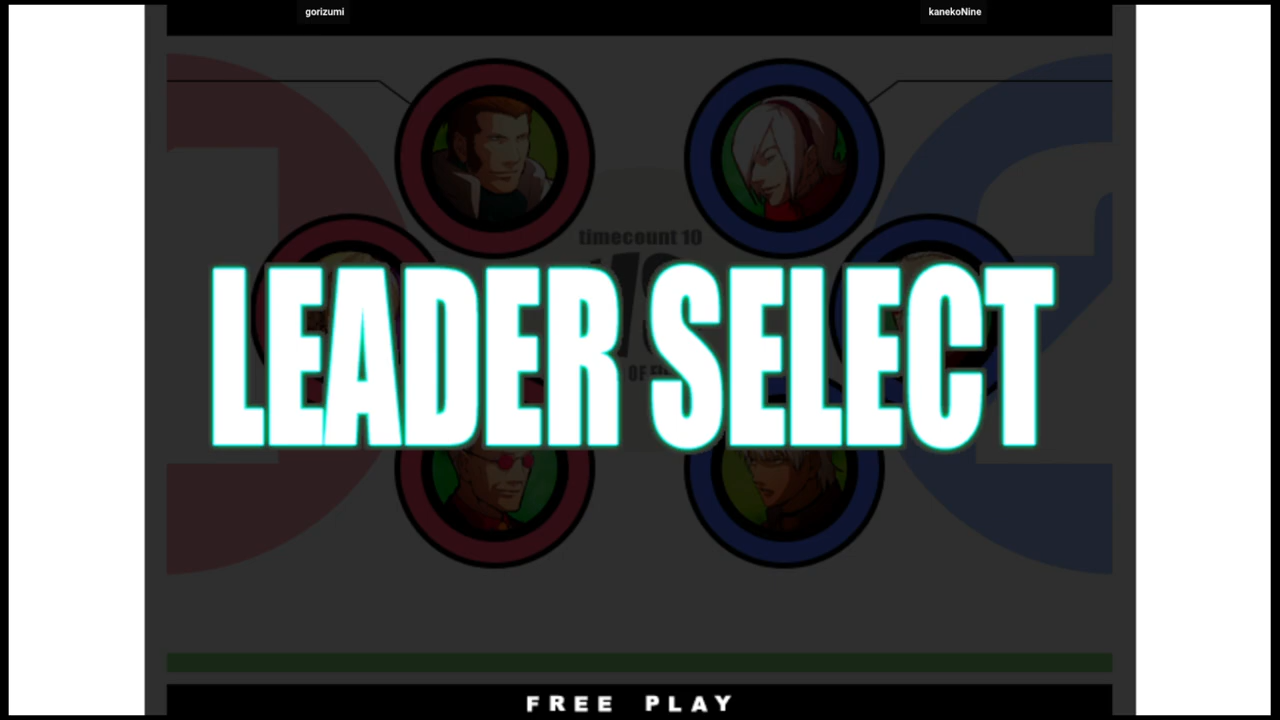 gorizumi
kanekoNine
timecount 10
LEADER SELECT
FREE PLAY